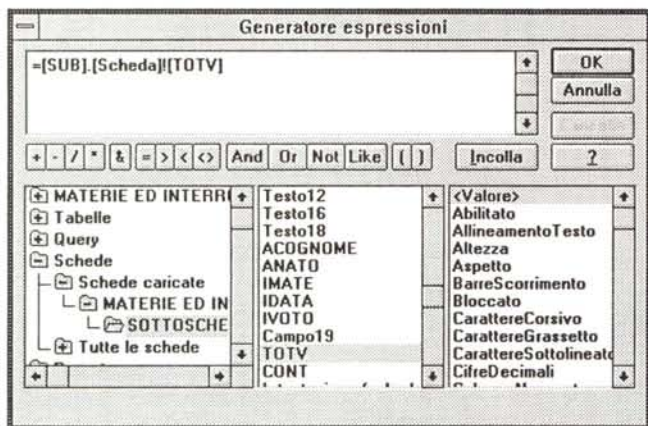 Generatore espressioni
=[SUB].[Scheda]![TOTV]
OK
Annulla
+ - / * & = > < <> And Or Not Like ( )
Incolla
?
MATERIE ED INTERR
Tabelle
Query
Schede
Schede caricate
MATERIE ED IN
SOTTOSCHE
Tutte le schede
Testo12
Testo16
Testo18
ACOGNOME
ANATO
IMATE
IDATA
IVOTO
Campo19
TOTV
CONT
<Valore>
Abilitato
AllineamentoTesto
Altezza
Aspetto
BarreScorrimento
Bloccato
CarattereCorsivo
CarattereGrassetto
CarattereSottolineato
CifreDecimali